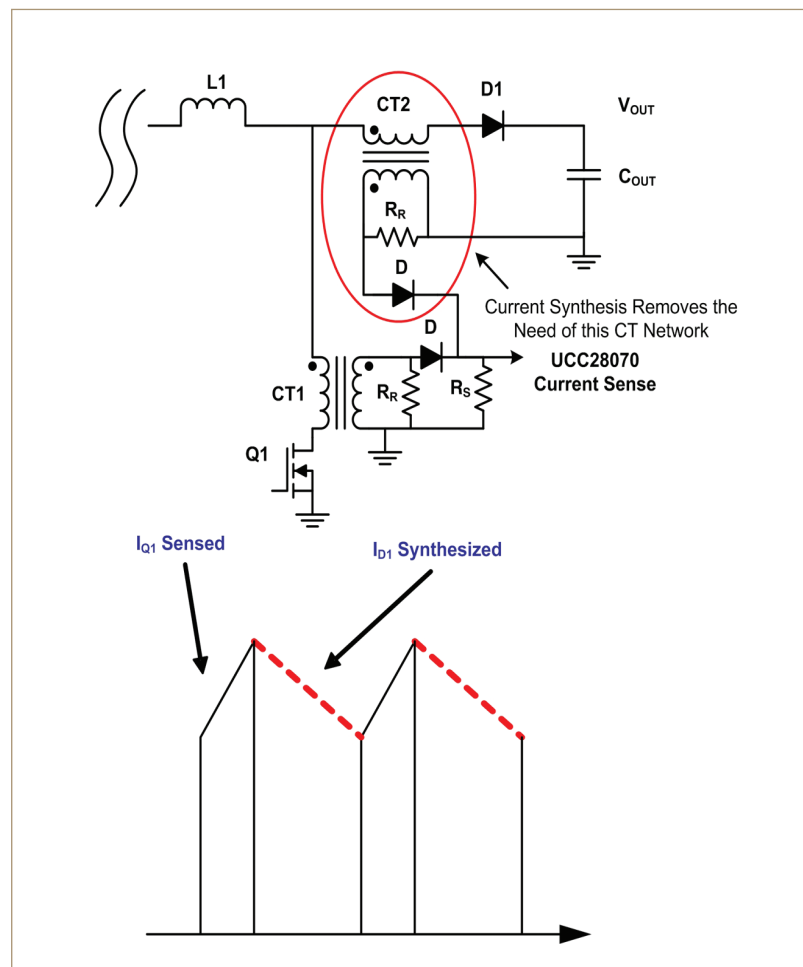 L1
CT2
D1
VOUT
COUT
RR
D
Current Synthesis Removes the
Need of this CT Network
D
UCC28070
Current Sense
CT1
RR
RS
Q1
IQ1 Sensed
ID1 Synthesized